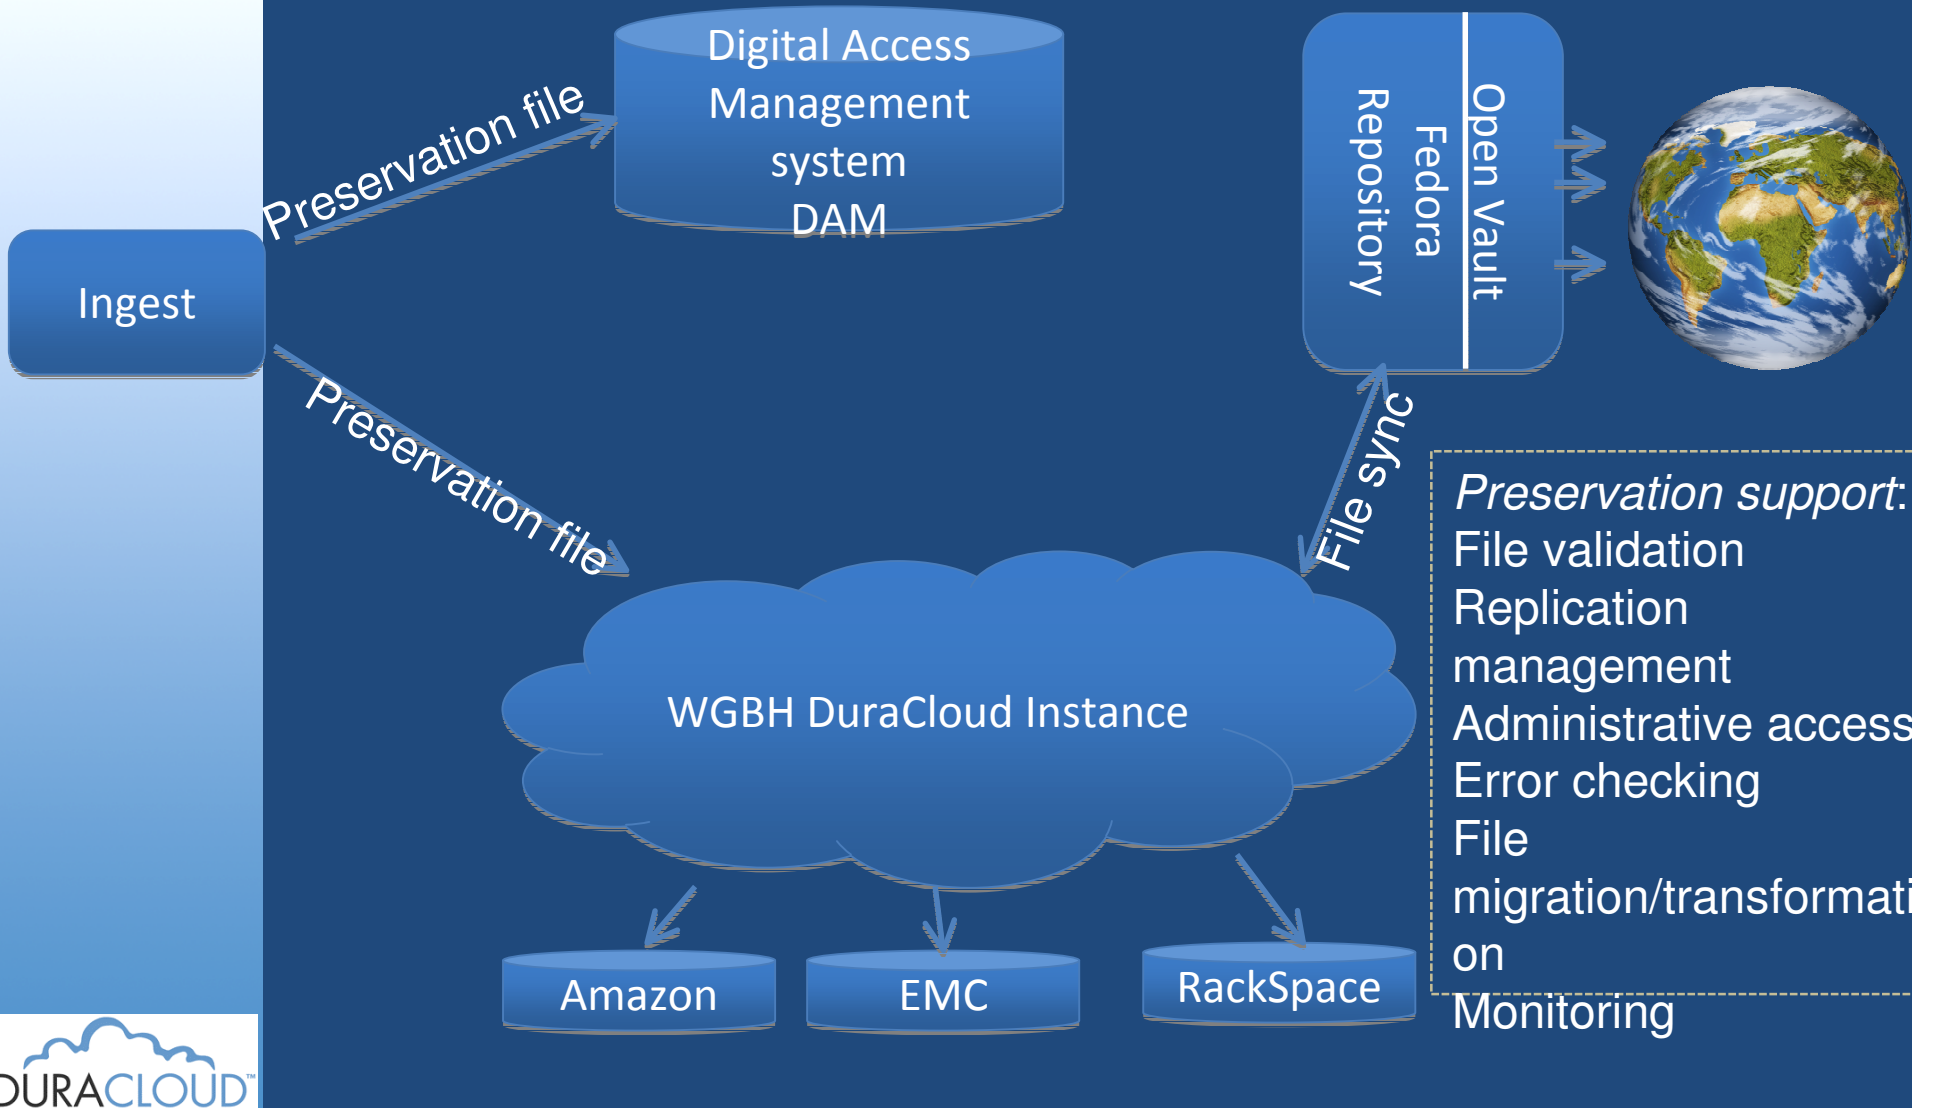 Digital Access
Management
system
DAM
Preservation file
Ingest
Preservation file
Open Vault
Fedora
Repository
File sync
WGBH DuraCloud Instance
Amazon
EMC
RackSpace
Preservation support:
File validation
Replication
management
Administrative access
Error checking
File
migration/transformati
on
Monitoring
DURACLOUD™